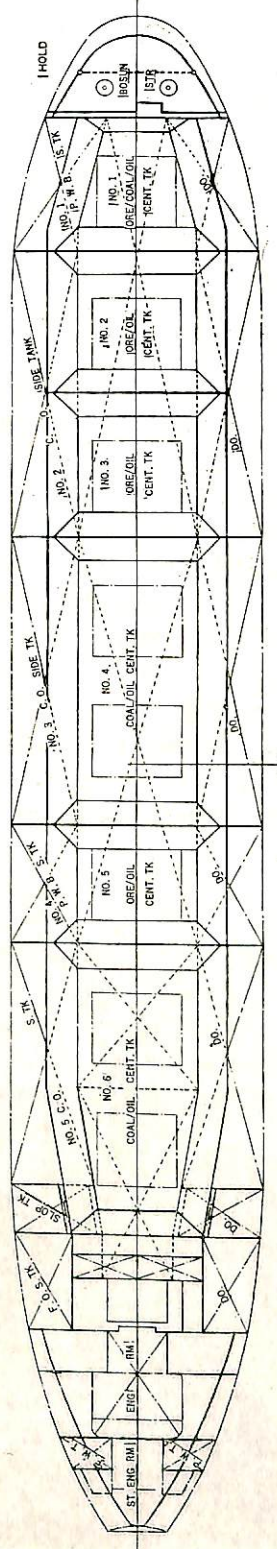 HOLD
BOSUN
STR
NO. 1
P. W. B.
S. TK
NO. 1
ORE/COAL/OIL
CENT. TK
DO.
NO. 2
ORE/OIL
CENT. TK
NO. 2 C. O. SIDE TANK
DO.
NO. 3.
ORE/OIL
CENT. TK
NO. 3 C. O. SIDE TK
NO. 4
COAL/OIL CENT. TK
DO.
NO. 4
P. W. B. S. TK
NO. 5
ORE/OIL
CENT. TK
DO.
NO. 5 C. O. S. TK
NO. 6
COAL/OIL CENT. TK
DO.
SLOP TK
DO.
F. O. S. TK
DO.
ENG. RM
ST. ENG RM
W. T
W. T